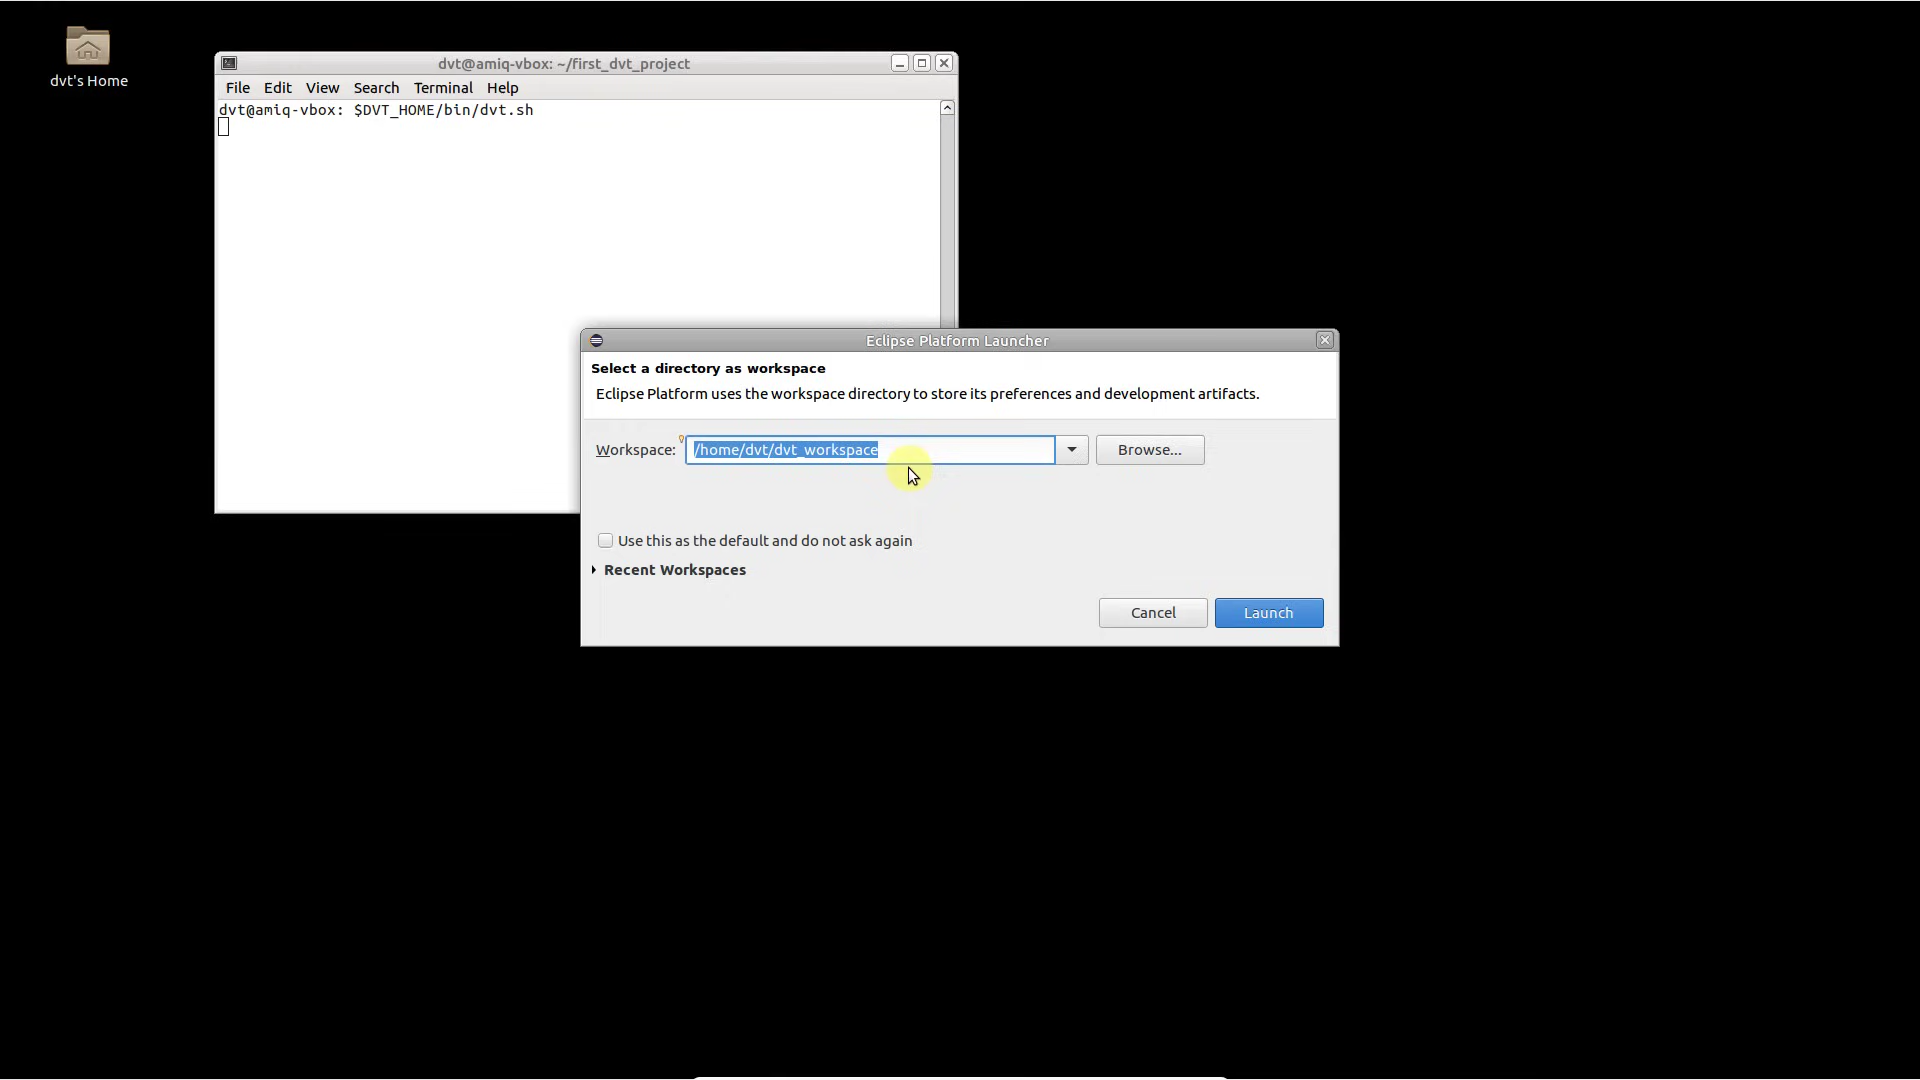 dvt's Home
dvt@amiq-vbox: ~/first_dvt_project
File Edit View Search Terminal Help
dvt@amiq-vbox: $DVT_HOME/bin/dvt.sh
Eclipse Platform Launcher
Select a directory as workspace
Eclipse Platform uses the workspace directory to store its preferences and development artifacts.
Workspace: /home/dvt/dvt_workspace Browse...
Use this as the default and do not ask again
Recent Workspaces
Cancel Launch